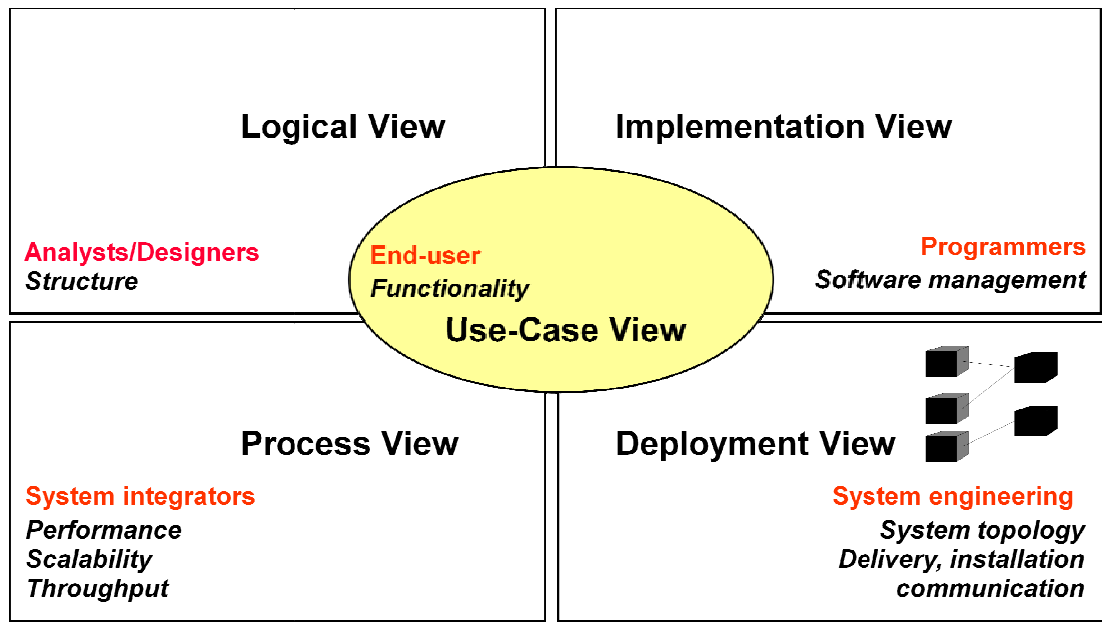 Logical View
Analysts/Designers
Structure
Implementation View
Programmers
Software management
End-user
Functionality
Use-Case View
Process View
System integrators
Performance
Scalability
Throughput
Deployment View
System engineering
System topology
Delivery, installation
communication